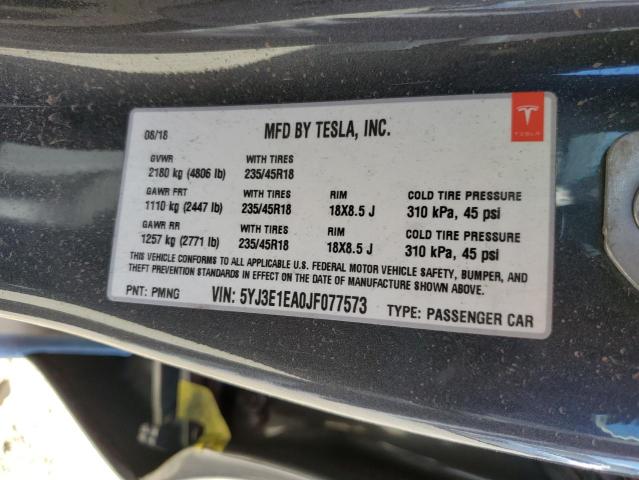 08/18 MFD BY TESLA, INC.
TESLA
GVWR WITH TIRES
2180 kg (4806 lb) 235/45R18
GAWR FRT WITH TIRES RIM COLD TIRE PRESSURE
1110 kg (2447 lb) 235/45R18 18X8.5 J 310 kPa, 45 psi
GAWR RR WITH TIRES RIM COLD TIRE PRESSURE
1257 kg (2771 lb) 235/45R18 18X8.5 J 310 kPa, 45 psi
THIS VEHICLE CONFORMS TO ALL APPLICABLE U.S. FEDERAL MOTOR VEHICLE SAFETY, BUMPER, AND
THEFT PREVENTION STANDARDS IN EFFECT ON THE DATE OF MANUFACTURE SHOWN ABOVE.
PNT: PMNG VIN: 5YJ3E1EA0JF077573 TYPE: PASSENGER CAR